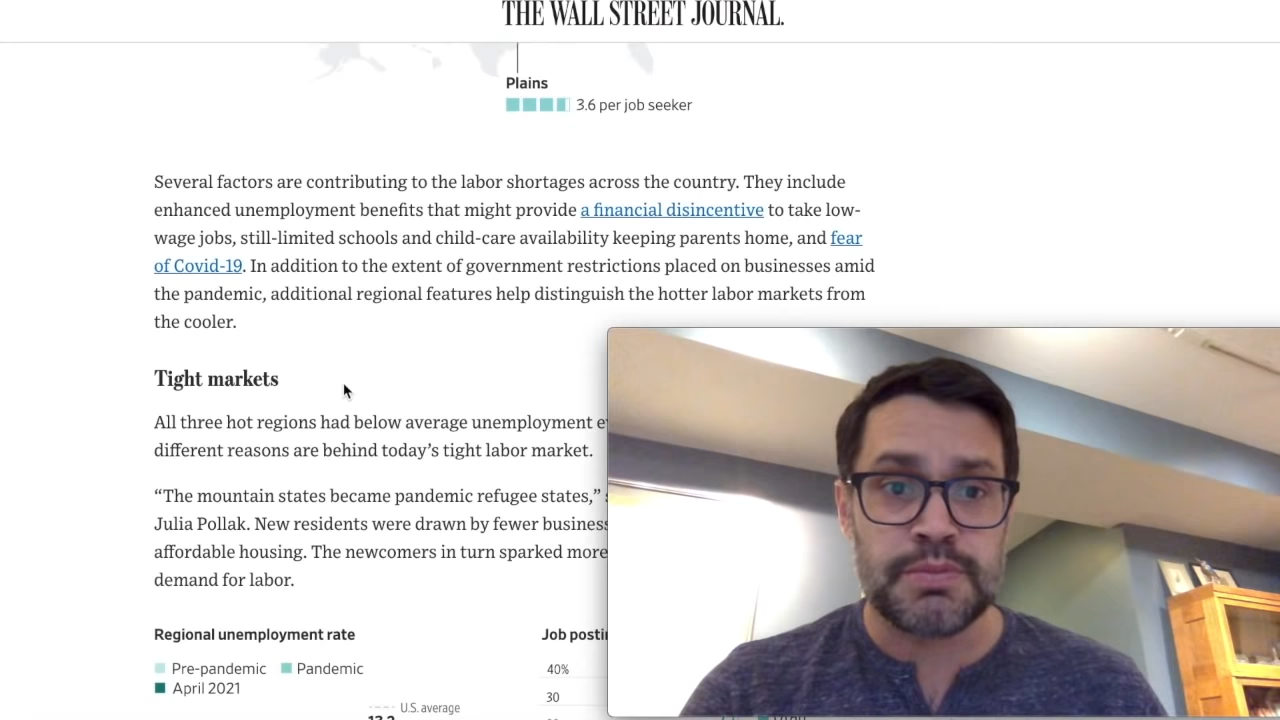 THE WALL STREET JOURNAL.
Plains
3.6 per job seeker
Several factors are contributing to the labor shortages across the country. They include
enhanced unemployment benefits that might provide a financial disincentive to take low-
wage jobs, still-limited schools and child-care availability keeping parents home, and fear
of Covid-19. In addition to the extent of government restrictions placed on businesses amid
the pandemic, additional regional features help distinguish the hotter labor markets from
the cooler.
Tight markets
All three hot regions had below average unemployment
different reasons are behind today’s tight labor market.
“The mountain states became pandemic refugee states,”
Julia Pollak. New residents were drawn by fewer
affordable housing. The newcomers in turn sparked more
demand for labor.
Regional unemployment rate
Job
Pre-pandemic
Pandemic
April 2021
40%
30
U.S. average
13.2